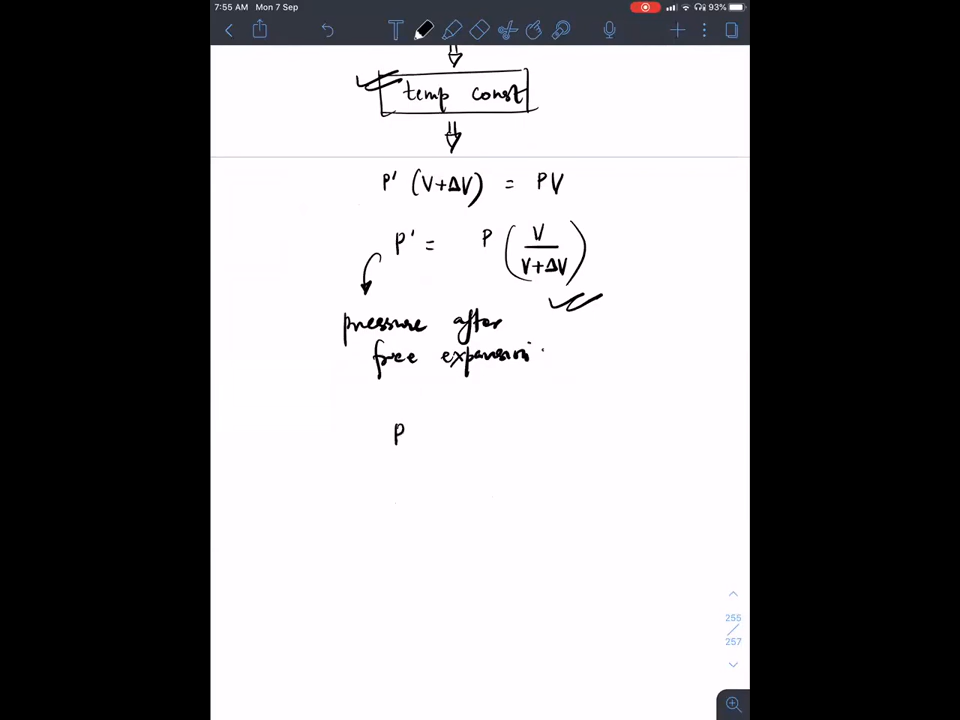 7:55 AM Mon 7 Sep 93%
T
temp const
P' (V+ΔV) = PV
P' = P (V / V+ΔV)
pressure after
free expansion.
P
255
257